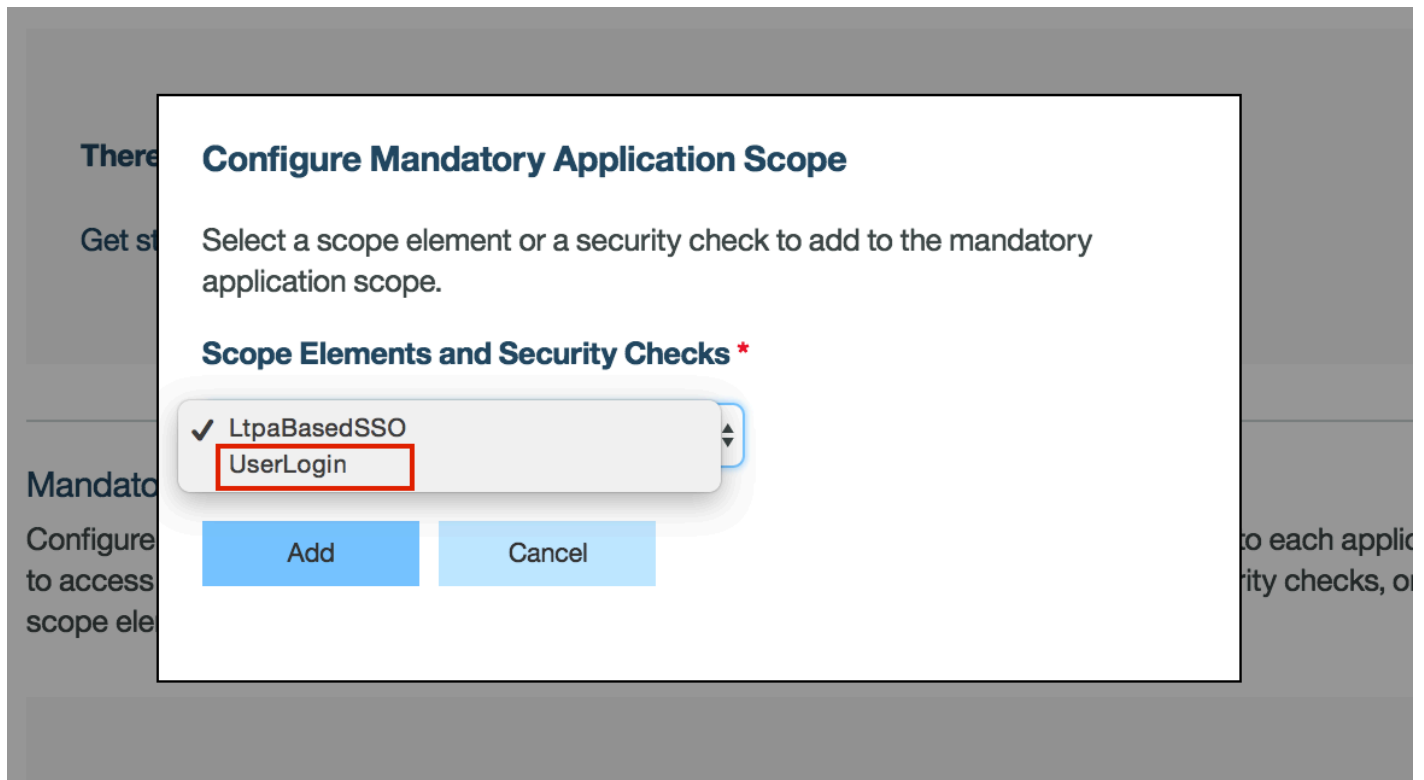 There
Configure Mandatory Application Scope
Get st
Select a scope element or a security check to add to the mandatory
application scope.
Scope Elements and Security Checks *
✓ LtpaBasedSSO
UserLogin
Mandato
Add
Cancel
Configure
to each applic
to access
rity checks, or
scope ele